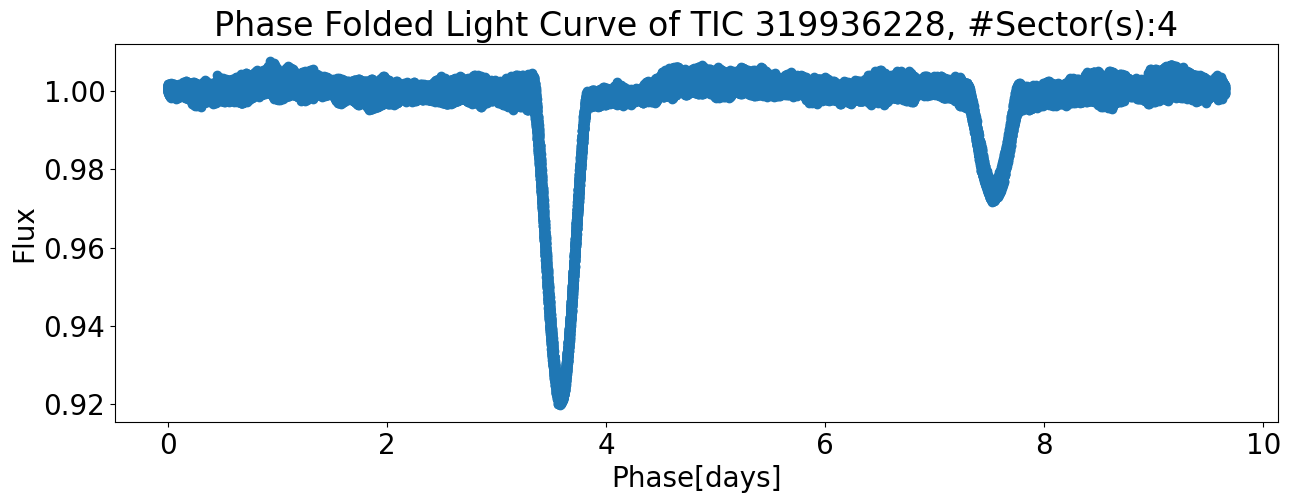 Phase Folded Light Curve of TIC 319936228, #Sector(s):4
1.00
0.98
0.96
0.94
0.92
Flux
0 2 4 6 8 10
Phase[days]